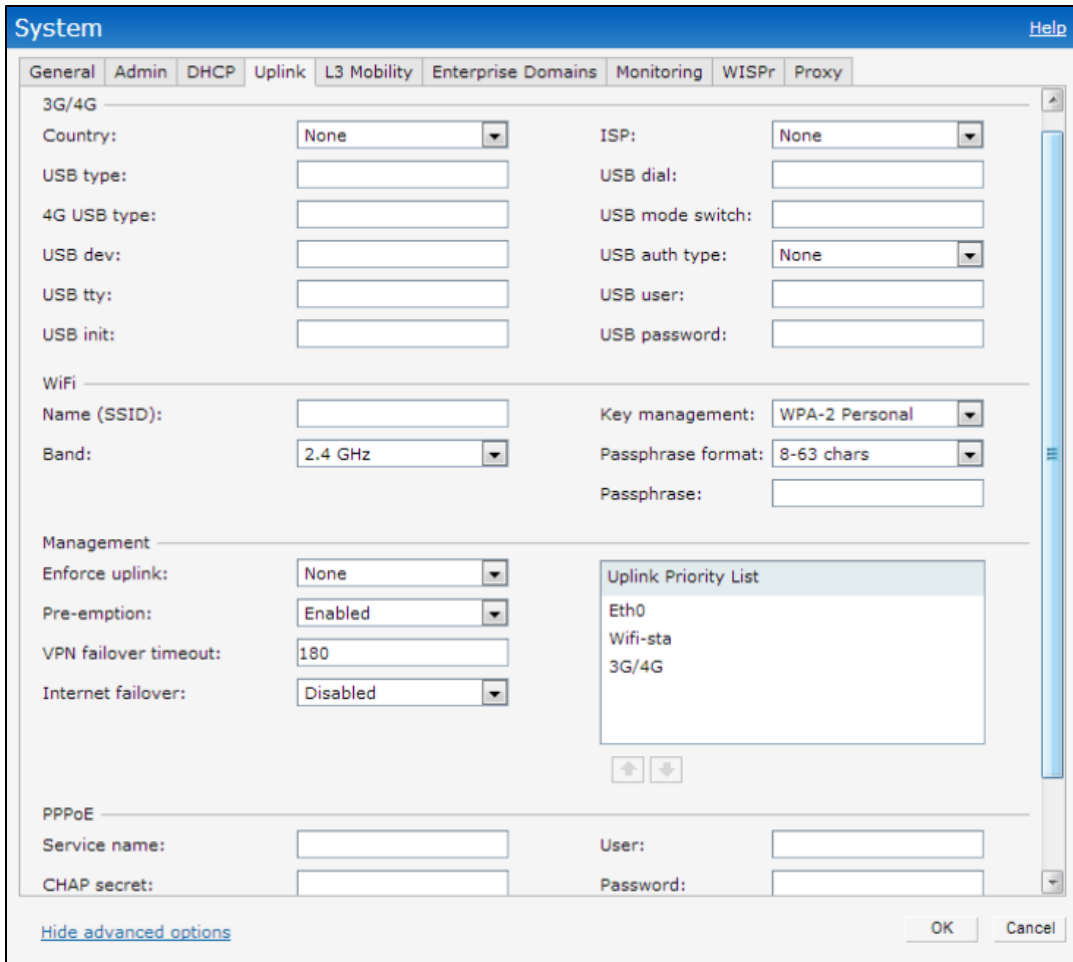 System
Help
General Admin DHCP Uplink L3 Mobility Enterprise Domains Monitoring WISPr Proxy
3G/4G
Country: None ISP: None
USB type: USB dial:
4G USB type: USB mode switch:
USB dev: USB auth type: None
USB tty: USB user:
USB init: USB password:
WiFi
Name (SSID): Key management: WPA-2 Personal
Band: 2.4 GHz Passphrase format: 8-63 chars
Passphrase:
Management
Enforce uplink: None
Pre-emption: Enabled
VPN failover timeout: 180
Internet failover: Disabled
Uplink Priority List
Eth0
Wifi-sta
3G/4G
PPPoE
Service name: User:
CHAP secret: Password:
Hide advanced options
OK Cancel